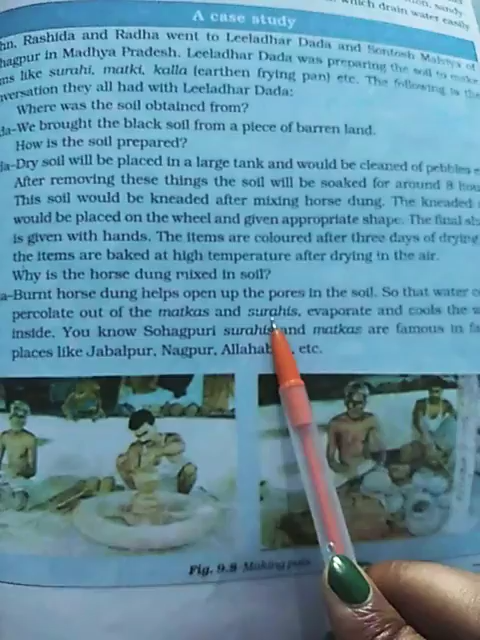 which drain water easily
A case study
hn, Rashida and Radha went to Leeladhar Dada and Sontosh Malviya of
hagpur in Madhya Pradesh. Leeladhar Dada was preparing the soil to make
ms like surahi, matki, kalla (earthen frying pan) etc. The following is the
nversation they all had with Leeladhar Dada:
Where was the soil obtained from?
da-We brought the black soil from a piece of barren land.
How is the soil prepared?
da-Dry soil will be placed in a large tank and would be cleaned of pebbles
After removing these things the soil will be soaked for around 8 hou
This soil would be kneaded after mixing horse dung. The kneaded
would be placed on the wheel and given appropriate shape. The final sh
is given with hands. The items are coloured after three days of drying
the items are baked at high temperature after drying in the air.
Why is the horse dung mixed in soil?
a-Burnt horse dung helps open up the pores in the soil. So that water c
percolate out of the matkas and surahis, evaporate and cools the w
inside. You know Sohagpuri surahis and matkas are famous in fa
places like Jabalpur, Nagpur, Allahab , etc.
Fig. 9.8 Making pots